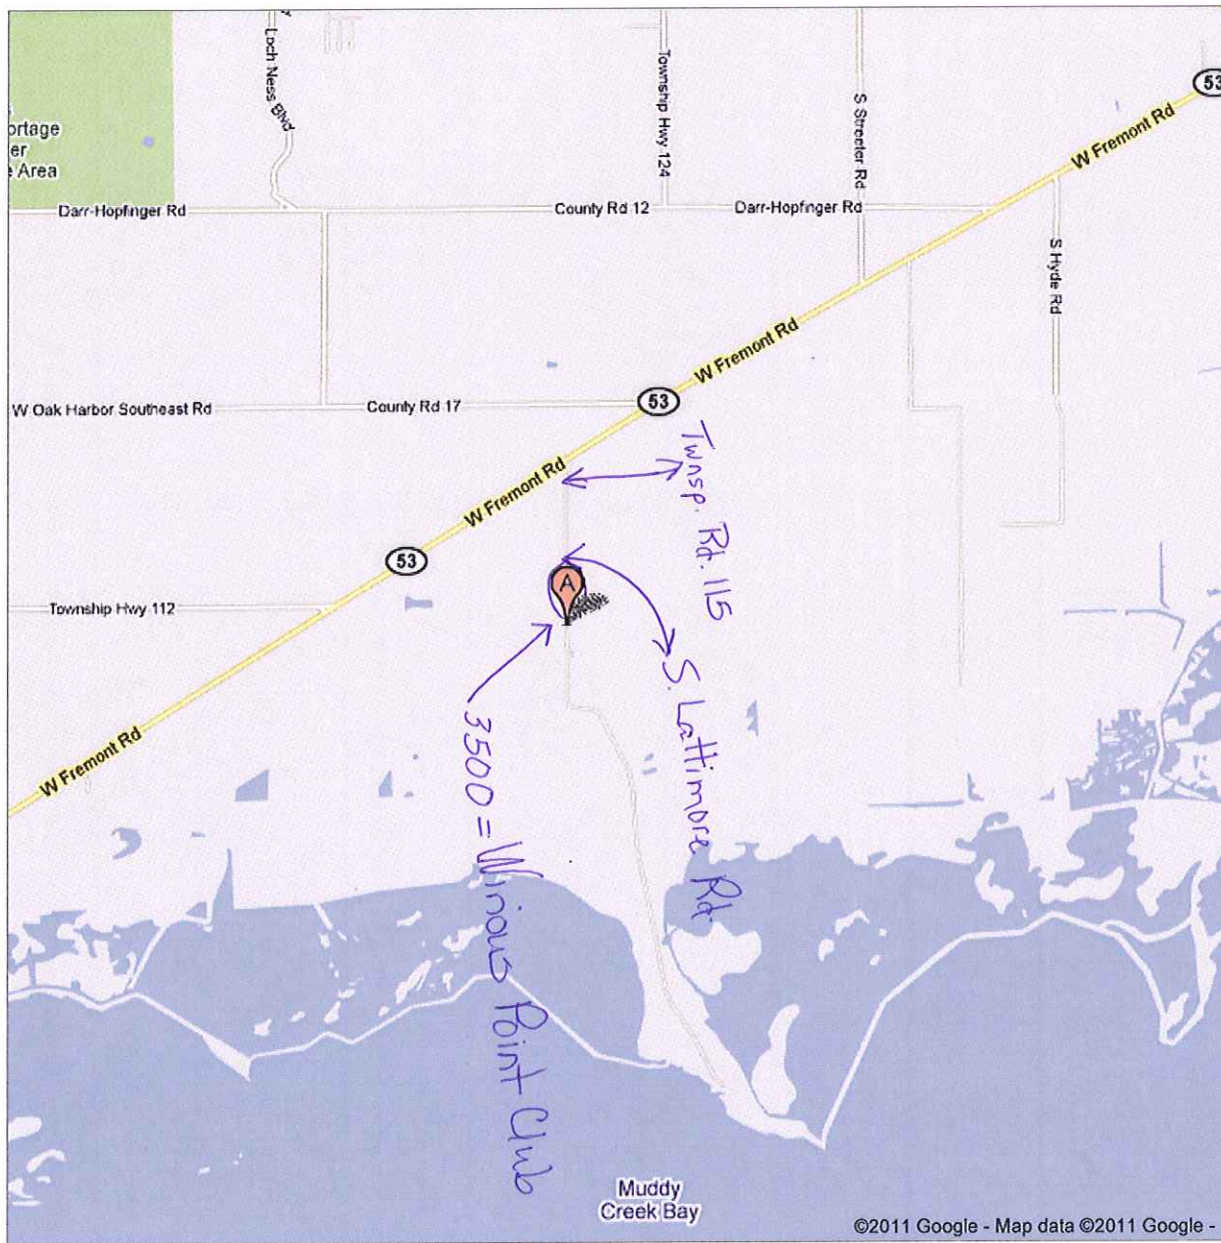 Loch Ness Blvd
Township Hwy 124
S Streeter Rd
53
W Fremont Rd
ortage
er
Area
Darr-Hopfinger Rd
County Rd 12
Darr-Hopfinger Rd
S Hyde Rd
W Fremont Rd
W Oak Harbor Southeast Rd
County Rd 17
53
Twnsp. Rd. 115
W Fremont Rd
53
A
Township Hwy 112
S. Lattimore Rd
3500 = Winous Point Club
W Fremont Rd
Muddy
Creek Bay
©2011 Google - Map data ©2011 Google -